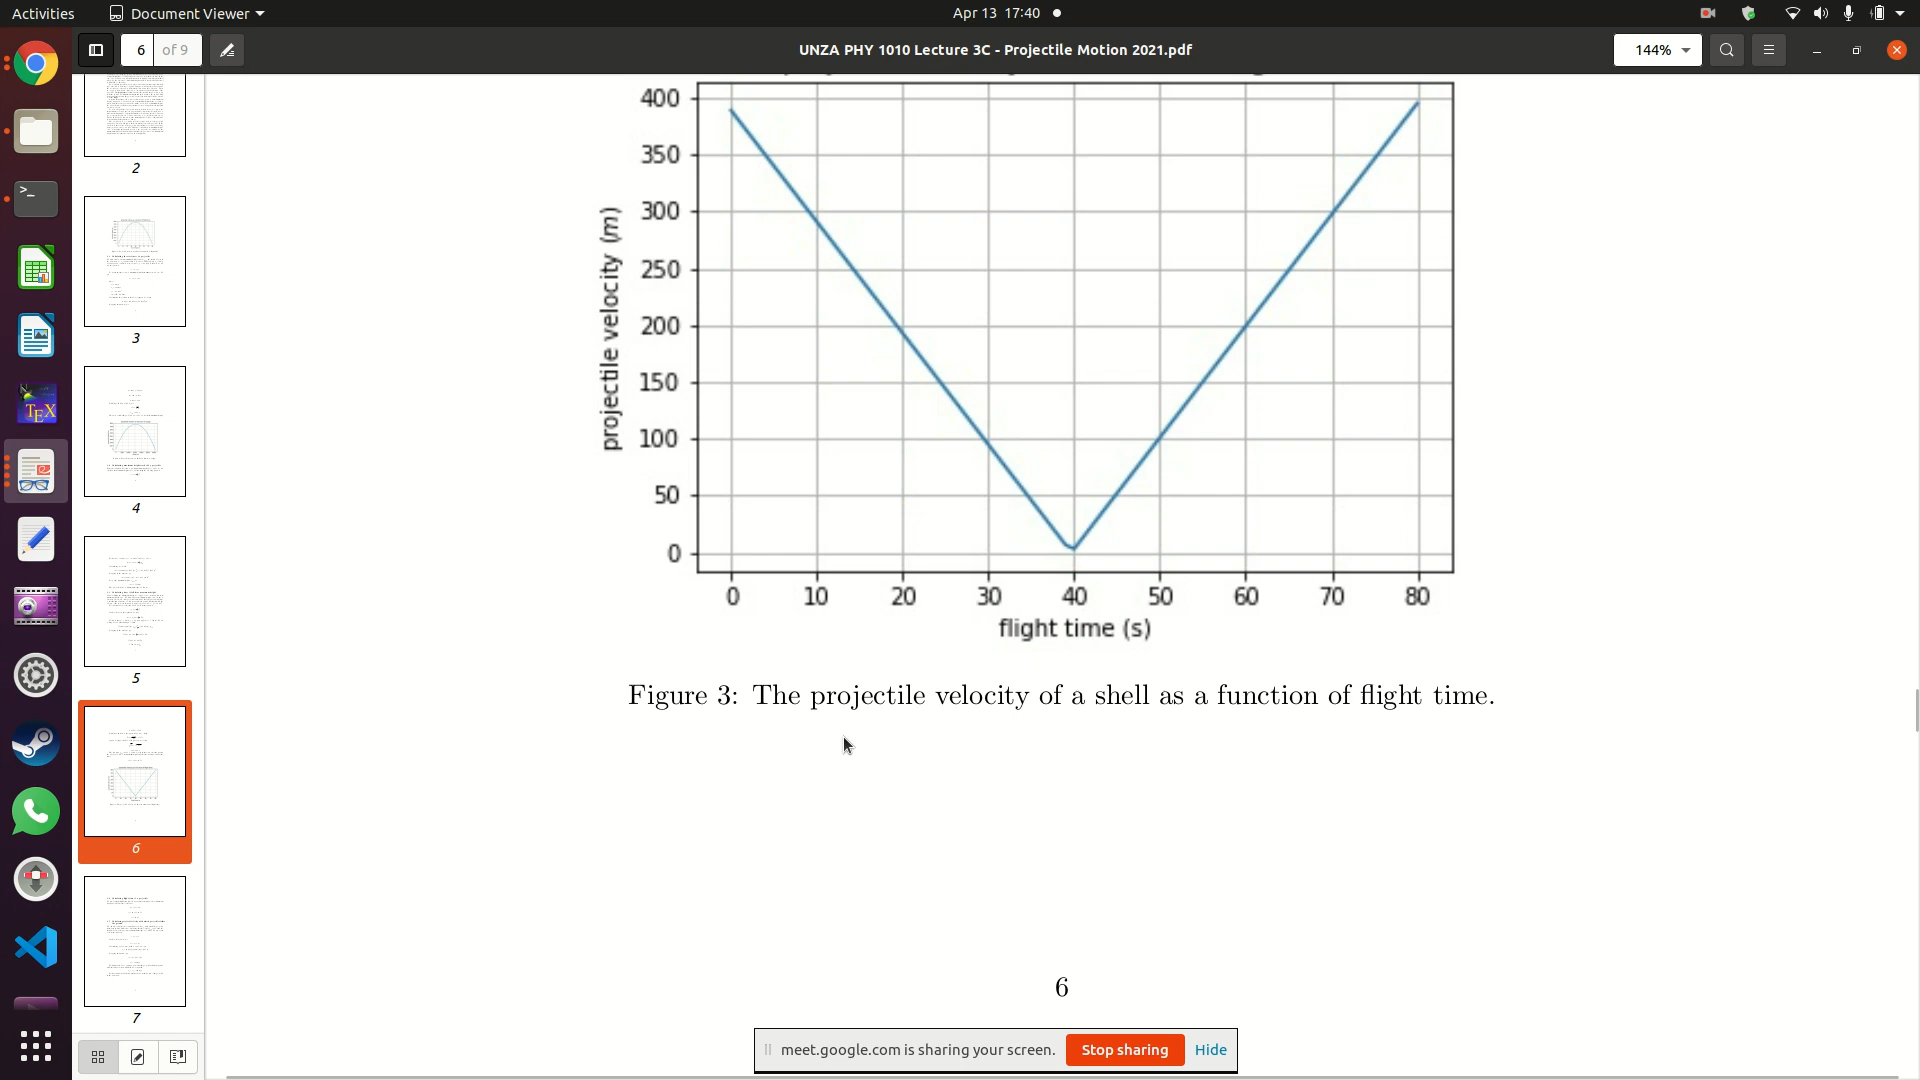 Activities
Document Viewer
Apr 13 17:40
6
of 9
UNZA PHY 1010 Lecture 3C - Projectile Motion 2021.pdf
144%
2
3
4
5
6
7
>_
TEX
400
350
300
250
200
150
100
50
0
projectile velocity (m)
0 10 20 30 40 50 60 70 80
flight time (s)
Figure 3: The projectile velocity of a shell as a function of flight time.
6
meet.google.com is sharing your screen.
Stop sharing
Hide